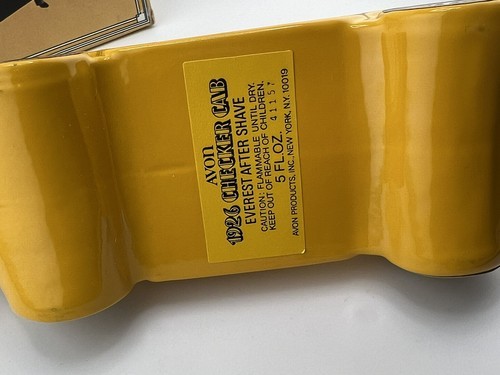 AVON
1926 CHECKER CAB
EVEREST AFTER SHAVE
CAUTION: FLAMMABLE UNTIL DRY.
KEEP OUT OF REACH OF CHILDREN.
5 FL. OZ. 41157
AVON PRODUCTS, INC. NEW YORK, N.Y. 10019